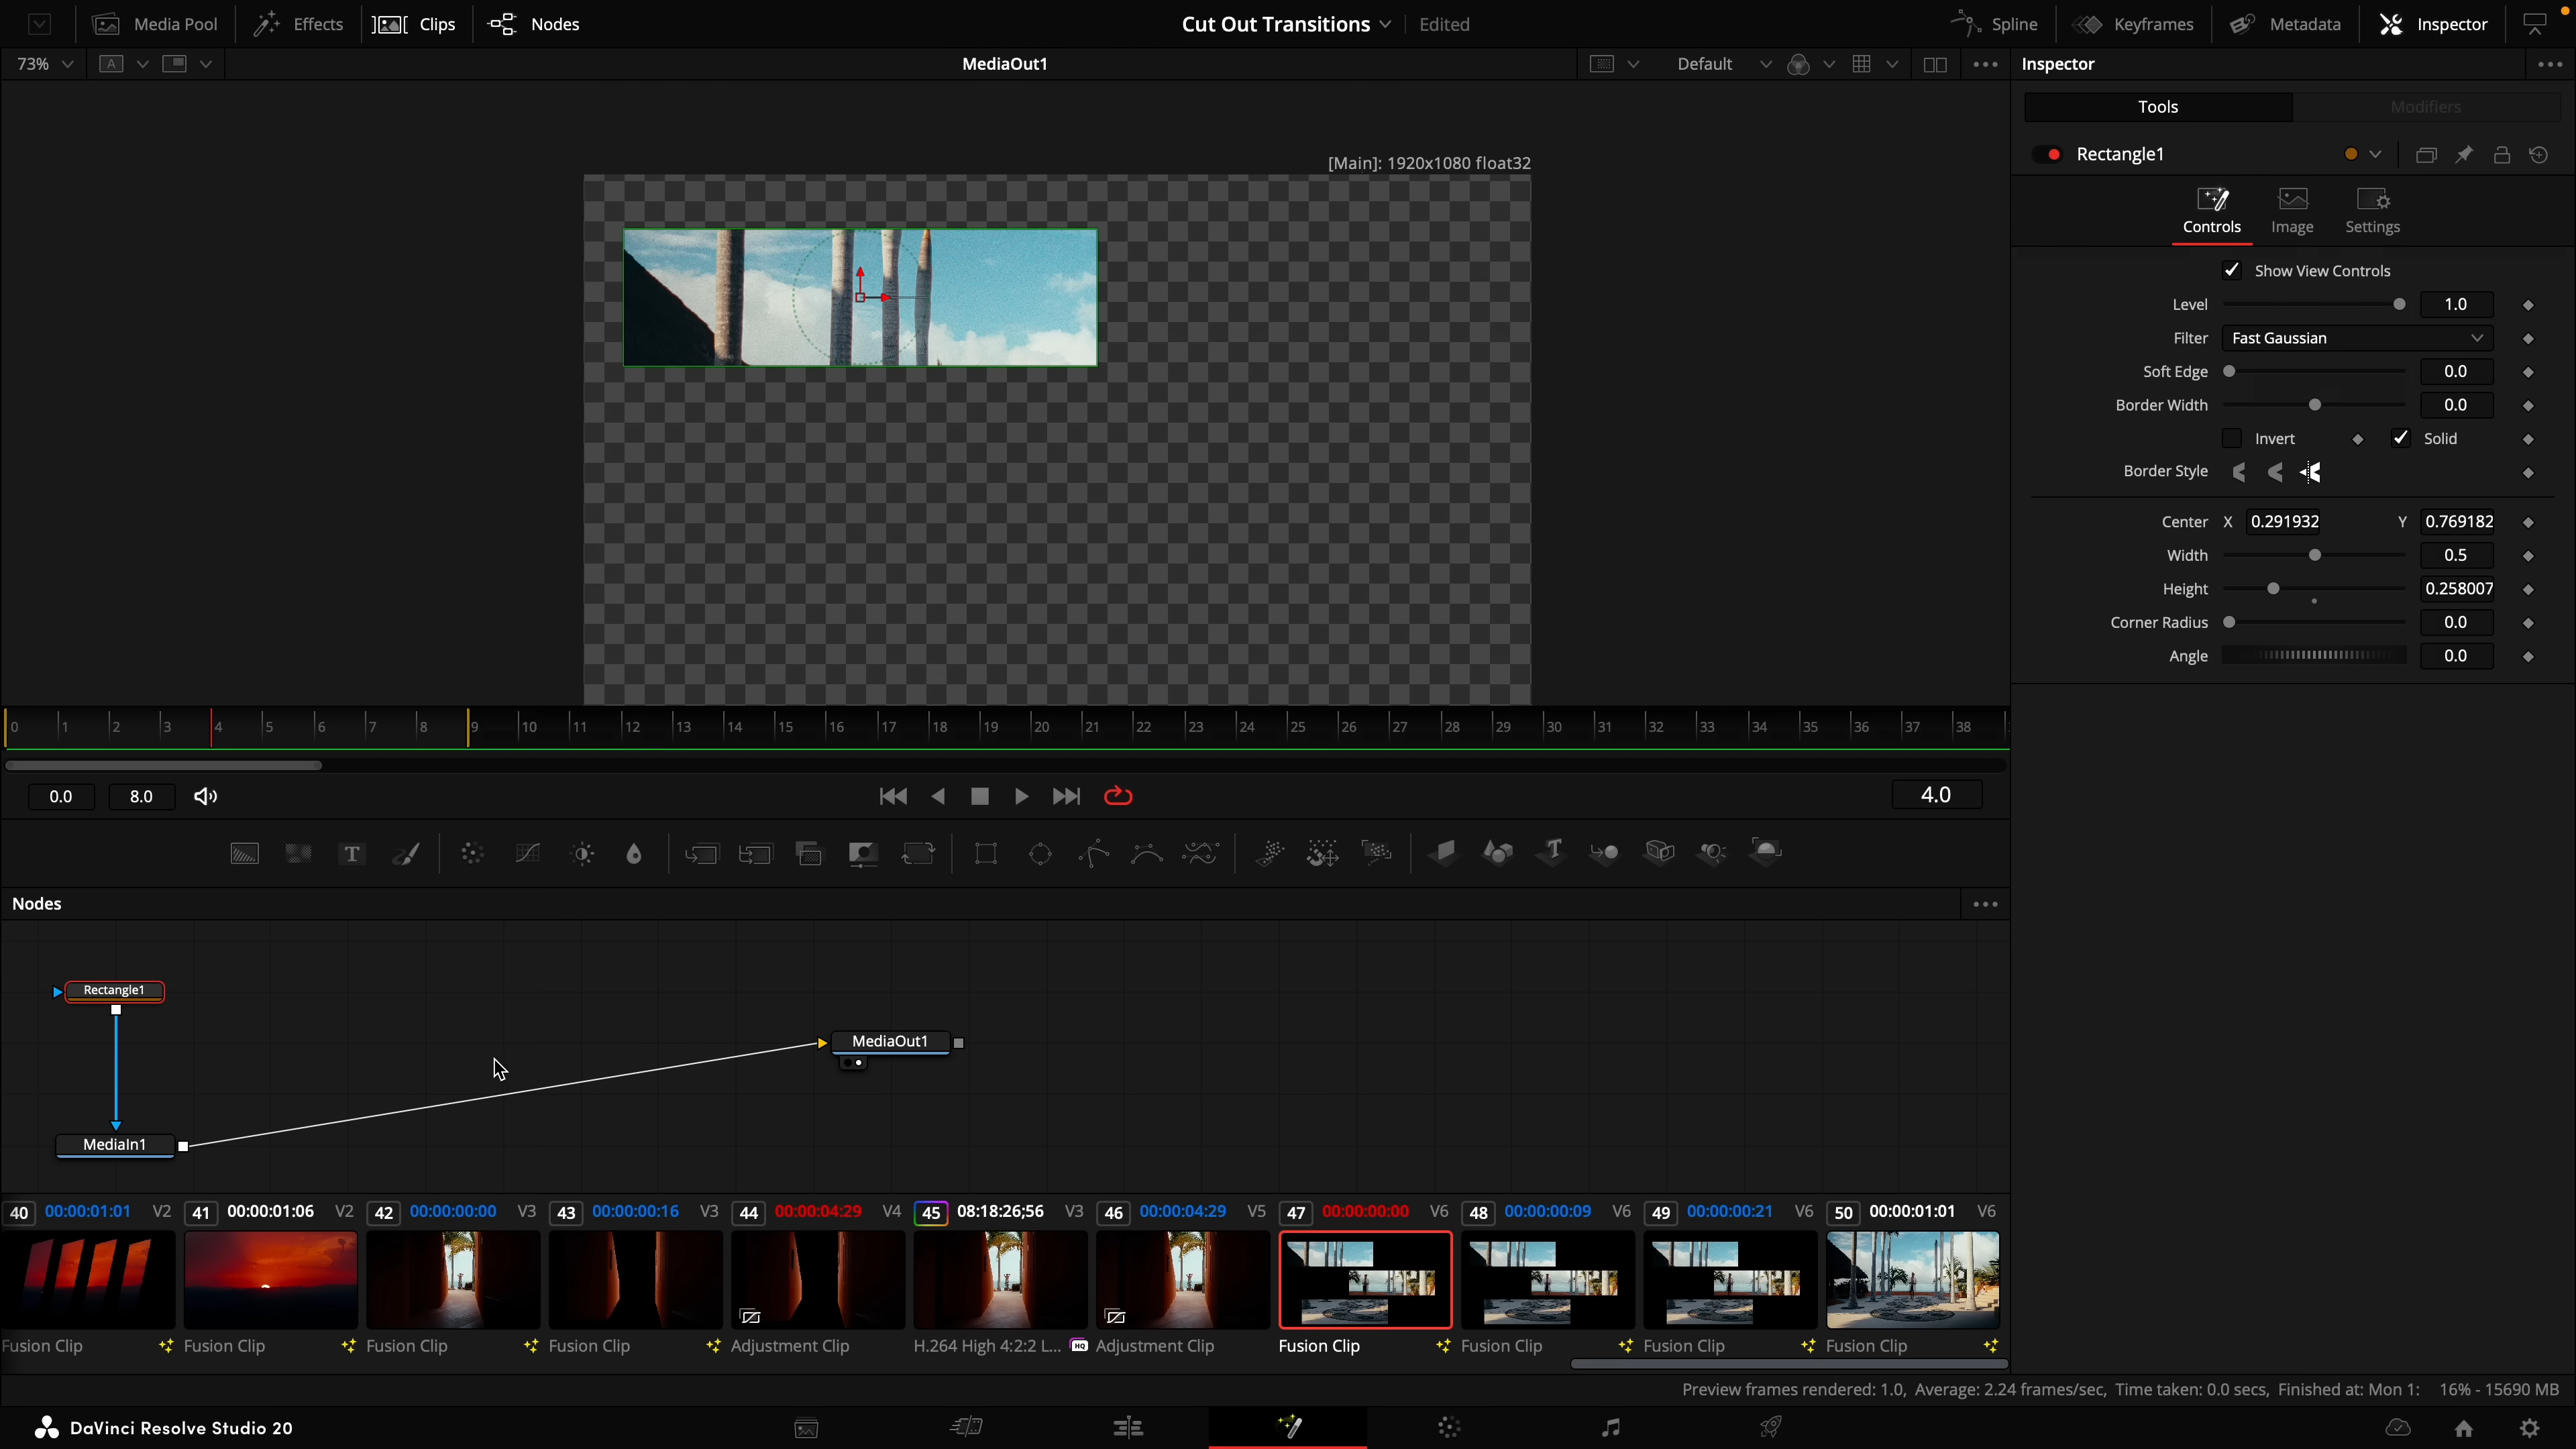 Media Pool Effects Clips Nodes Cut Out Transitions Edited Spline Keyframes Metadata Inspector
73% A MediaOut1 Default Inspector
Tools Modifiers
Rectangle1
[Main]: 1920x1080 float32
Controls Image Settings
Show View Controls
Level 1.0
Filter Fast Gaussian
Soft Edge 0.0
Border Width 0.0
Invert Solid
Border Style
Center X 0.291932 Y 0.769182
Width 0.5
Height 0.258007
Corner Radius 0.0
Angle 0.0
0 1 2 3 4 5 6 7 8 9 10 11 12 13 14 15 16 17 18 19 20 21 22 23 24 25 26 27 28 29 30 31 32 33 34 35 36 37 38
0.0 8.0 4.0
T T
Nodes
Rectangle1
MediaOut1
MediaIn1
40 00:00:01:01 V2 41 00:00:01:06 V2 42 00:00:00:00 V3 43 00:00:00:16 V3 44 00:00:04:29 V4 45 08:18:26;56 V3 46 00:00:04:29 V5 47 00:00:00:00 V6 48 00:00:00:09 V6 49 00:00:00:21 V6 50 00:00:01:01 V6
Fusion Clip Fusion Clip Fusion Clip Fusion Clip Adjustment Clip H.264 High 4:2:2 L... HQ Adjustment Clip Fusion Clip Fusion Clip Fusion Clip Fusion Clip
Preview frames rendered: 1.0, Average: 2.24 frames/sec, Time taken: 0.0 secs, Finished at: Mon 1: 16% - 15690 MB
DaVinci Resolve Studio 20